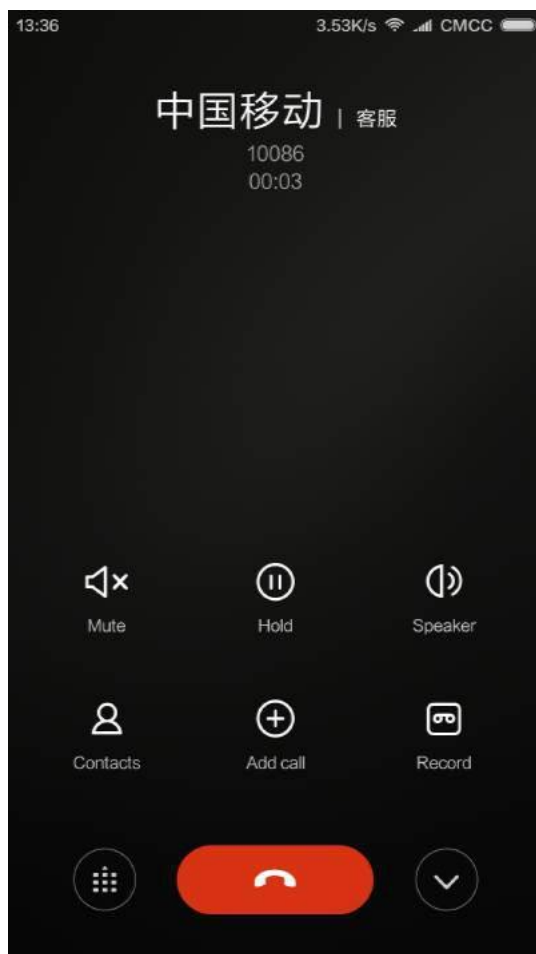 13:36 3.53K/s CMCC
中国移动 | 客服
10086
00:03
Mute Hold Speaker
Contacts Add call Record